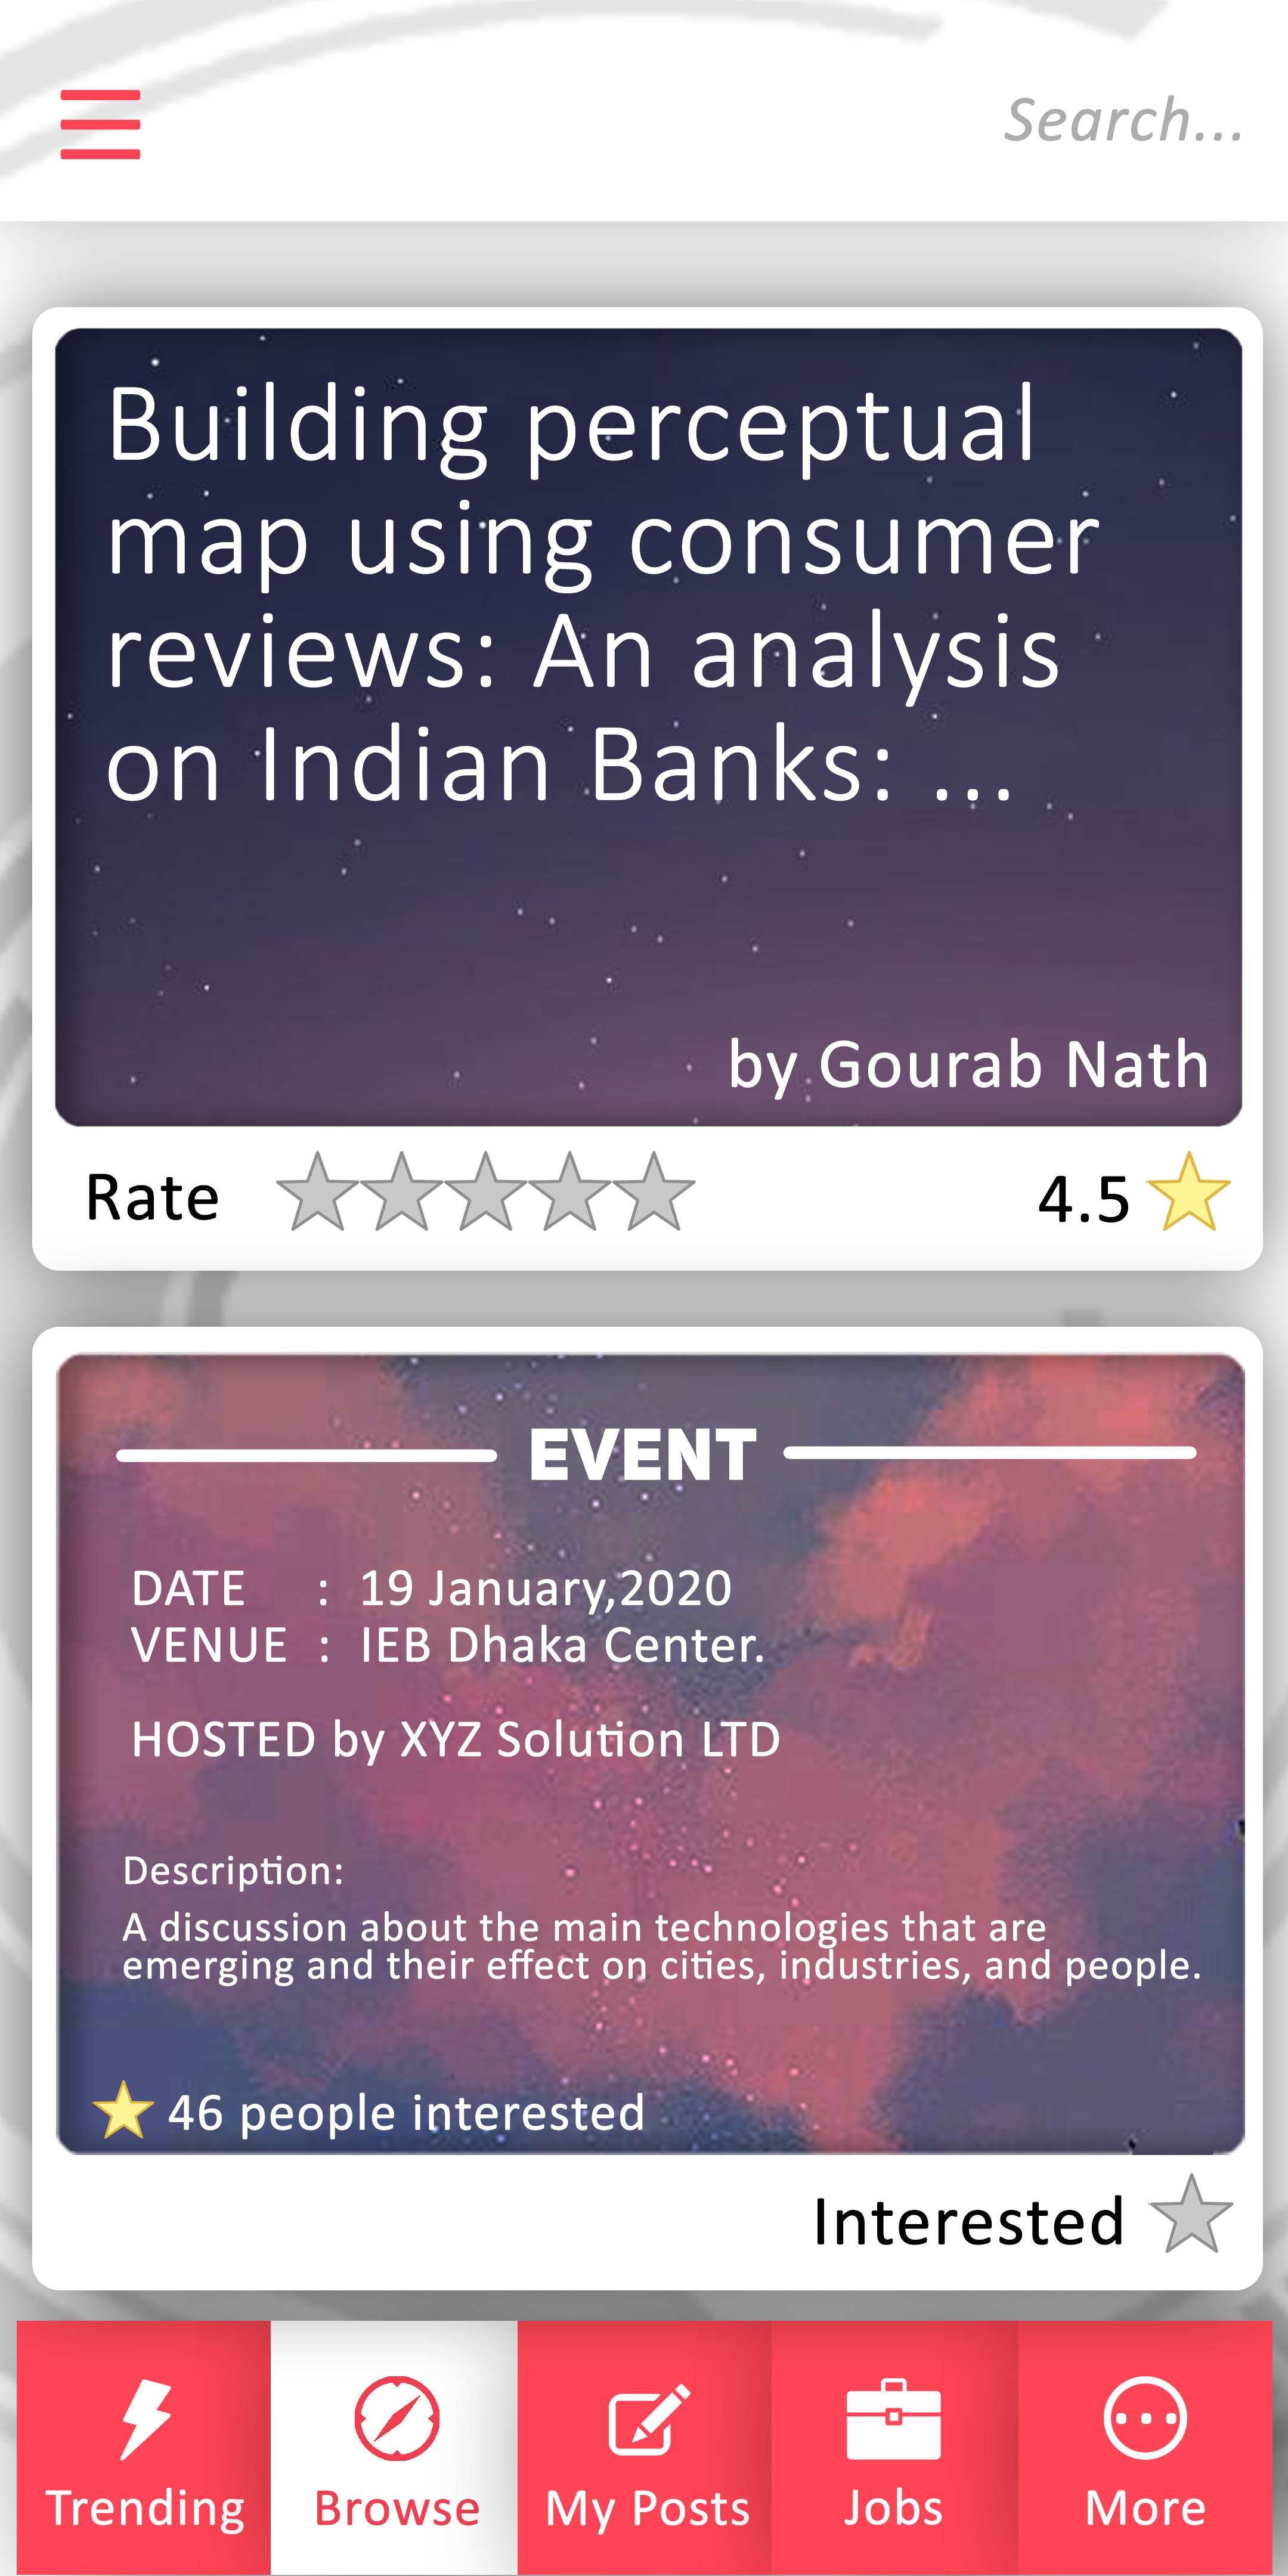 Search...
Building perceptual
map using consumer
reviews: An analysis
on Indian Banks: ...
by Gourab Nath
Rate
4.5
EVENT
DATE : 19 January,2020
VENUE : IEB Dhaka Center.
HOSTED by XYZ Solution LTD
Description:
A discussion about the main technologies that are
emerging and their effect on cities, industries, and people.
46 people interested
Interested
Trending
Browse
My Posts
Jobs
More